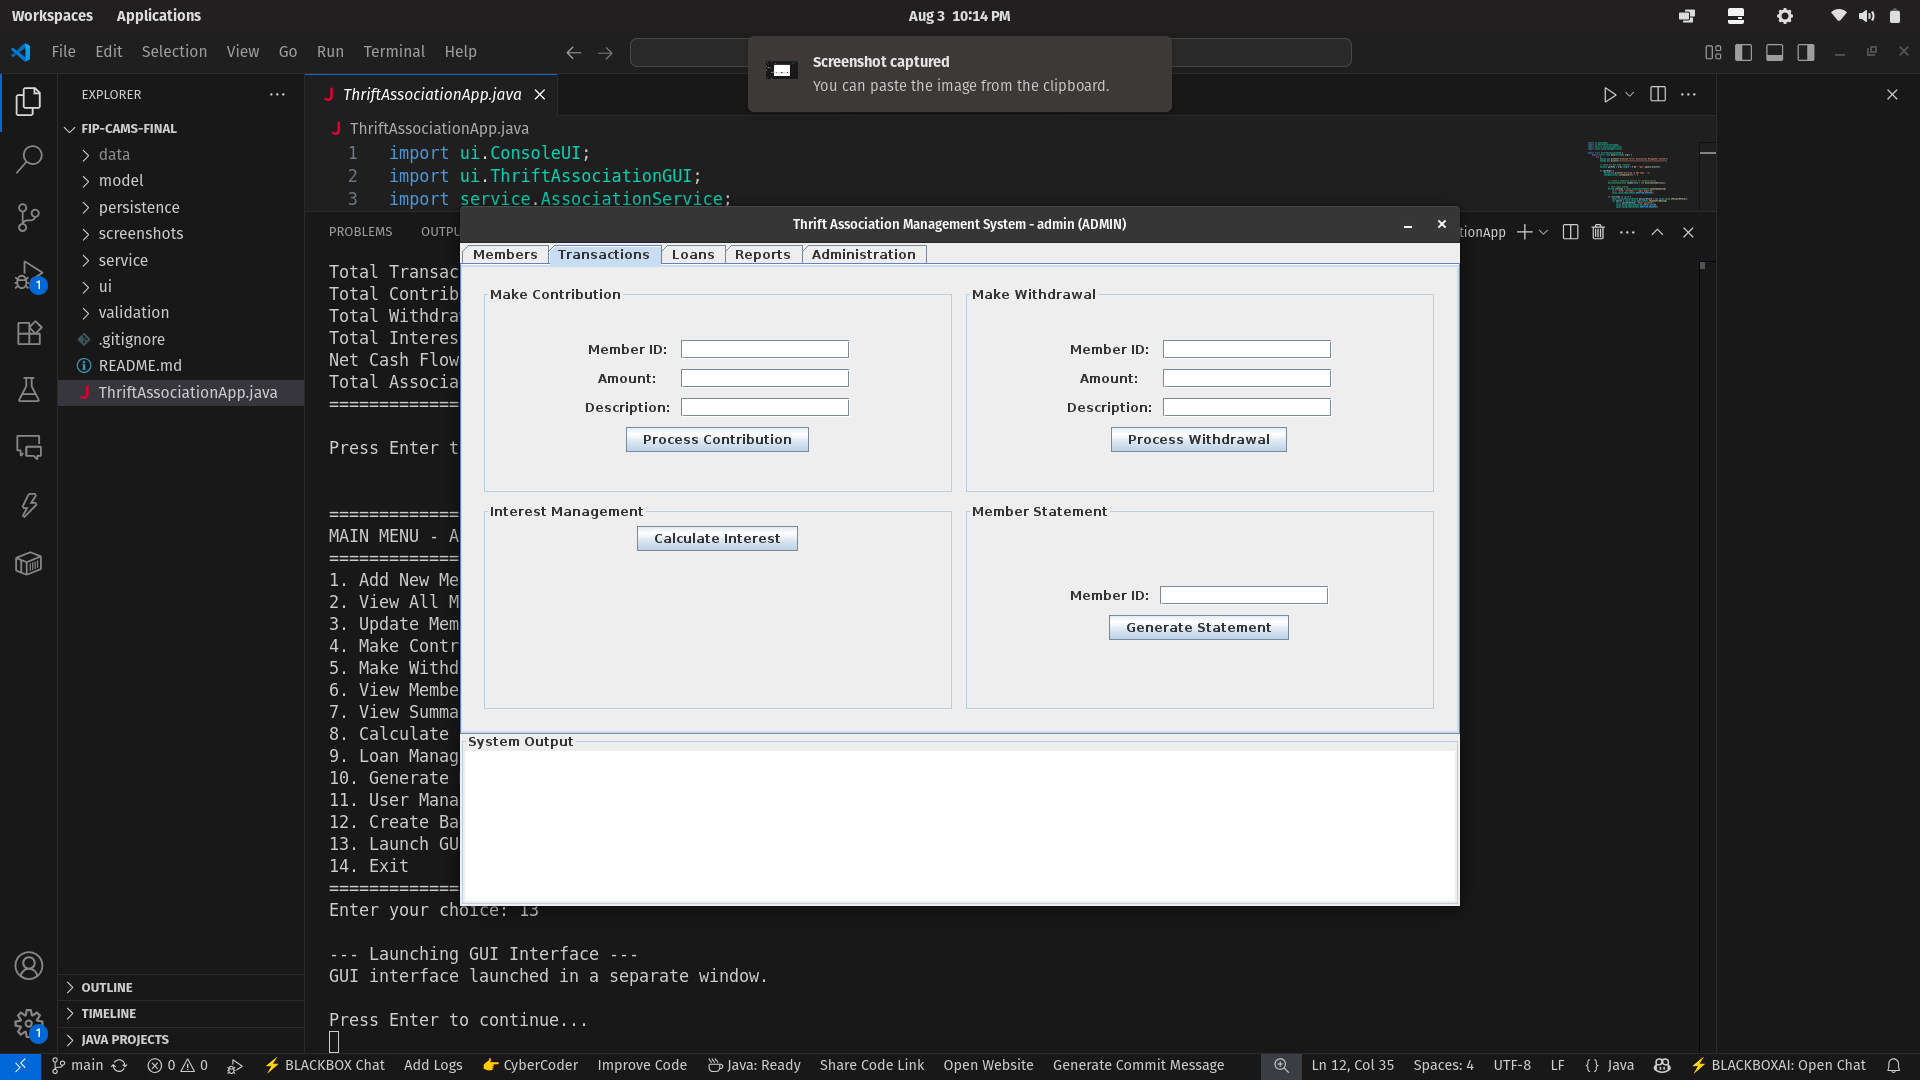 Workspaces Applications Aug 3 10:14 PM
File Edit Selection View Go Run Terminal Help
Screenshot captured
You can paste the image from the clipboard.
EXPLORER
FIP-CAMS-FINAL
data
model
persistence
screenshots
service
ui
validation
.gitignore
README.md
ThriftAssociationApp.java
OUTLINE
TIMELINE
JAVA PROJECTS
ThriftAssociationApp.java
ThriftAssociationApp.java
1 import ui.ConsoleUI;
2 import ui.ThriftAssociationGUI;
3 import service.AssociationService;
PROBLEMS OUTPU tionApp
Total Transac
Total Contrib
Total Withdra
Total Interes
Net Cash Flow
Total Associa
=============
Press Enter t
=============
MAIN MENU - A
=============
1. Add New Me
2. View All M
3. Update Mem
4. Make Contr
5. Make Withd
6. View Membe
7. View Summa
8. Calculate
9. Loan Manag
10. Generate
11. User Mana
12. Create Ba
13. Launch GU
14. Exit
=============
Enter your choice: 13
--- Launching GUI Interface ---
GUI interface launched in a separate window.
Press Enter to continue...
Thrift Association Management System - admin (ADMIN)
Members Transactions Loans Reports Administration
Make Contribution
Member ID:
Amount:
Description:
Process Contribution
Make Withdrawal
Member ID:
Amount:
Description:
Process Withdrawal
Interest Management
Calculate Interest
Member Statement
Member ID:
Generate Statement
System Output
1
1
main 0 0 BLACKBOX Chat Add Logs CyberCoder Improve Code Java: Ready Share Code Link Open Website Generate Commit Message Ln 12, Col 35 Spaces: 4 UTF-8 LF {} Java BLACKBOXAI: Open Chat